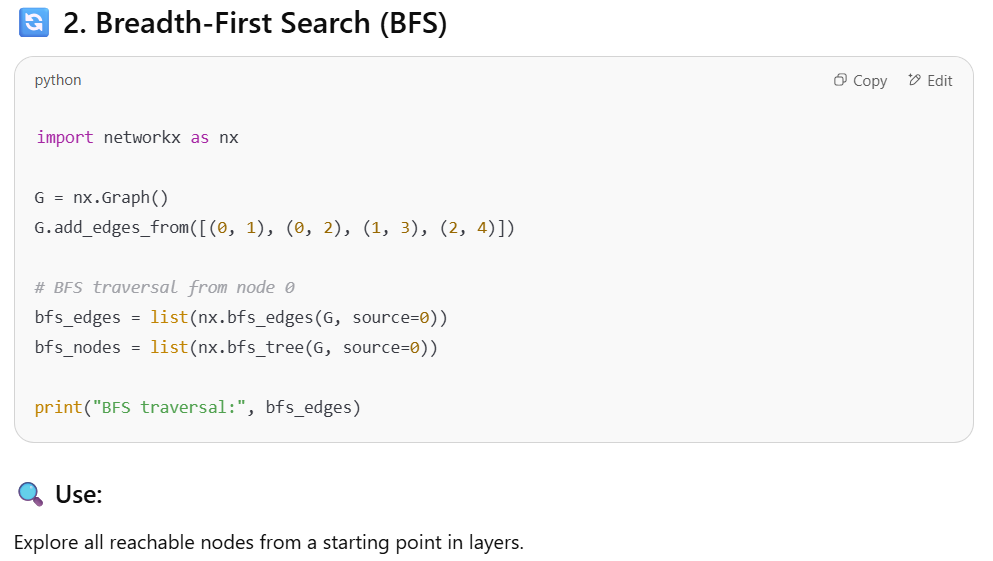 🔄 2. Breadth-First Search (BFS)
python
Copy
Edit
import networkx as nx
G = nx.Graph()
G.add_edges_from([(0, 1), (0, 2), (1, 3), (2, 4)])
# BFS traversal from node 0
bfs_edges = list(nx.bfs_edges(G, source=0))
bfs_nodes = list(nx.bfs_tree(G, source=0))
print("BFS traversal:", bfs_edges)
🔍 Use:
Explore all reachable nodes from a starting point in layers.